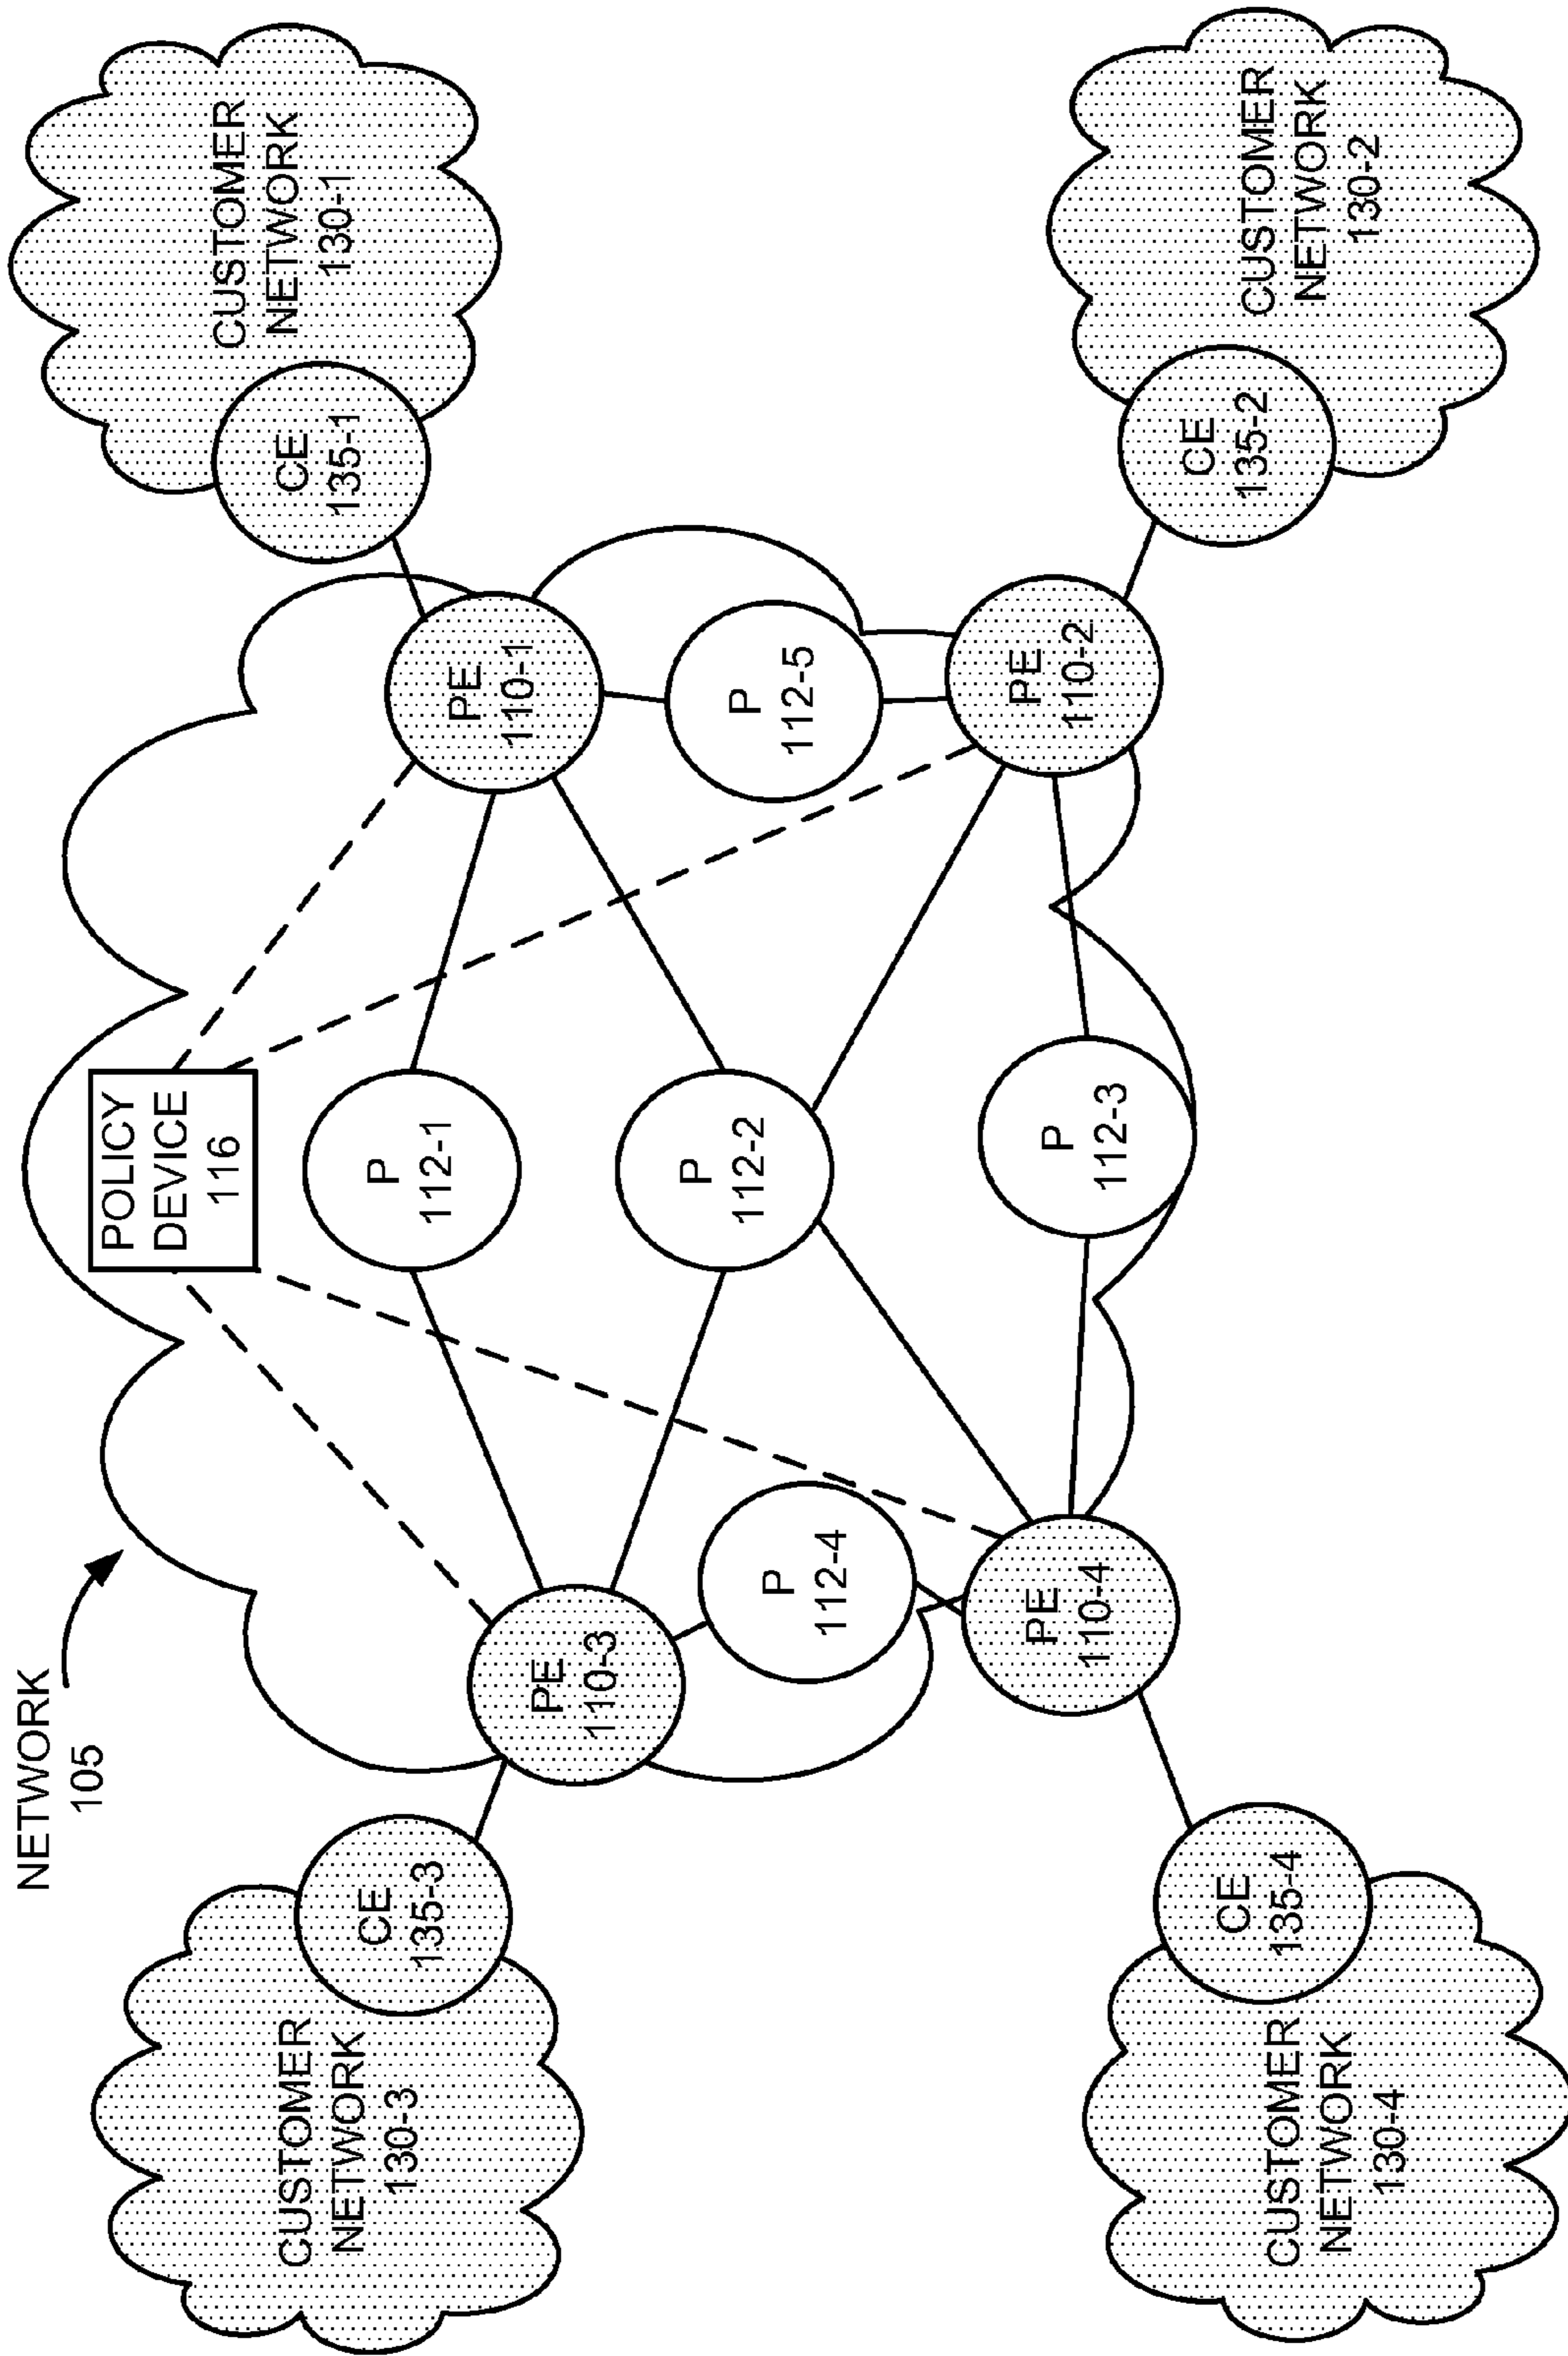 NETWORK
105
POLICY
DEVICE
116
CUSTOMER
NETWORK
130-3
CE
135-3
PE
110-3
P
112-1
PE
110-1
CE
135-1
CUSTOMER
NETWORK
130-1
P
112-4
P
112-2
P
112-5
CUSTOMER
NETWORK
130-4
CE
135-4
PE
110-4
P
112-3
PE
110-2
CE
135-2
CUSTOMER
NETWORK
130-2